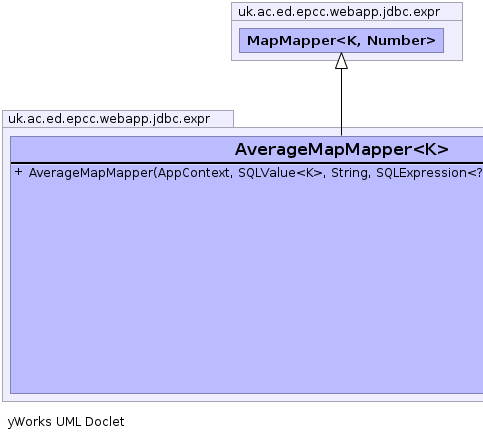 uk.ac.ed.epcc.webapp.jdbc.expr
MapMapper<K, Number>
uk.ac.ed.epcc.webapp.jdbc.expr
AverageMapMapper<K>
+ AverageMapMapper(AppContext, SQLValue<K>, String, SQLExpression<?
yWorks UML Doclet